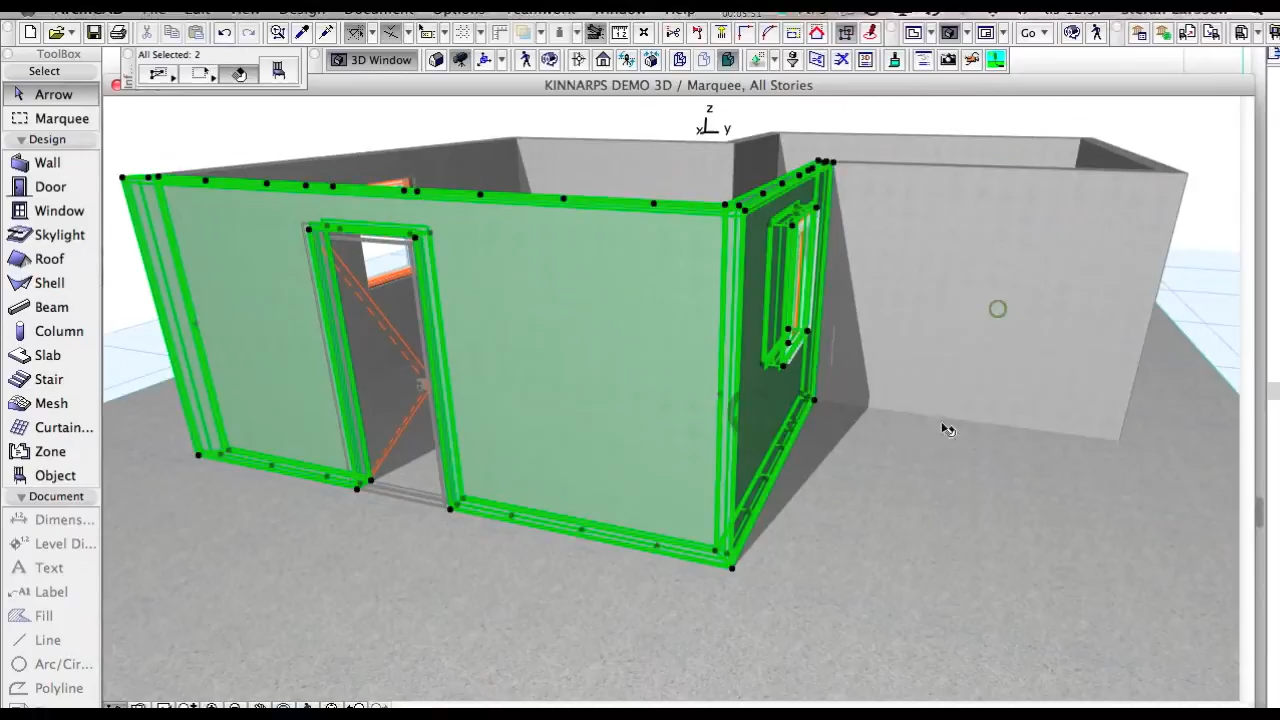 ToolBox
All Selected: 2
Select
Arrow
Marquee
Design
Wall
Door
Window
Skylight
Roof
Shell
Beam
Column
Slab
Stair
Mesh
Curtain...
Zone
Object
Document
Dimens...
Level Di...
Text
Label
Fill
Line
Arc/Cir...
Polyline
3D Window
Go
KINNARPS DEMO 3D / Marquee, All Stories
z
x
y